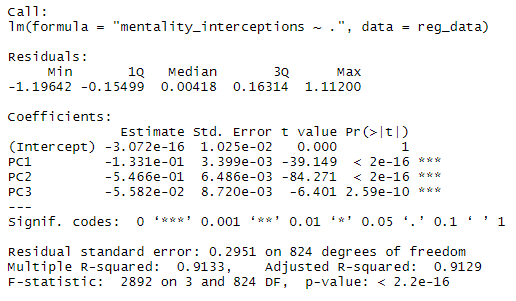 Call:
lm(formula = "mentality_interceptions ~ .", data = reg_data)
Residuals:
Min 1Q Median 3Q Max
-1.19642 -0.15499 0.00418 0.16314 1.11200
Coefficients:
Estimate Std. Error t value Pr(>|t|)
(Intercept) -3.072e-16 1.025e-02 0.000 1
PC1 -1.331e-01 3.399e-03 -39.149 < 2e-16 ***
PC2 -5.466e-01 6.486e-03 -84.271 < 2e-16 ***
PC3 -5.582e-02 8.720e-03 -6.401 2.59e-10 ***
---
Signif. codes: 0 ‘***’ 0.001 ‘**’ 0.01 ‘*’ 0.05 ‘.’ 0.1 ‘ ’ 1
Residual standard error: 0.2951 on 824 degrees of freedom
Multiple R-squared: 0.9133, Adjusted R-squared: 0.9129
F-statistic: 2892 on 3 and 824 DF, p-value: < 2.2e-16